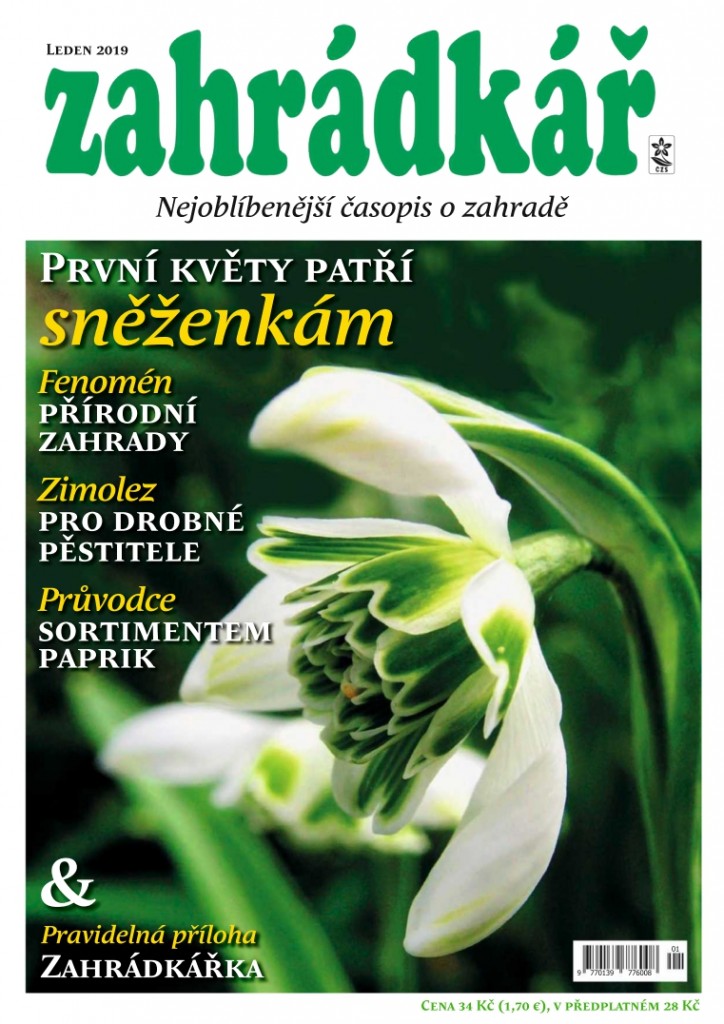 Leden 2019
zahrádkář
ČZS
Nejoblíbenější časopis o zahradě
První květy patří
sněženkám
Fenomén
přírodní
zahrady
Zimolez
pro drobné
pěstitele
Průvodce
sortimentem
paprik
&
Pravidelná příloha
Zahrádkářka
01
9 770139 776008
Cena 34 Kč (1,70 €), v předplatném 28 Kč